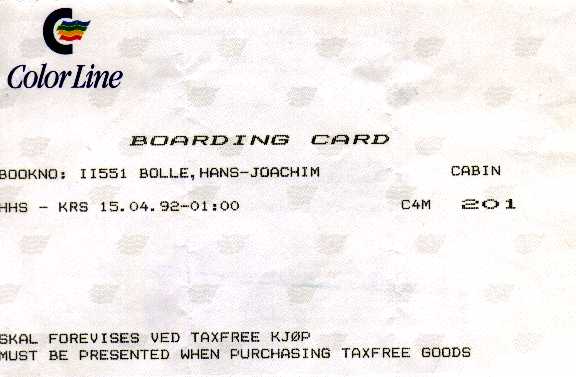 Color Line
BOARDING CARD
BOOKNO: II551 BOLLE,HANS-JOACHIM CABIN
HHS - KRS 15.04.92-01:00 C4M 201
SKAL FOREVISES VED TAXFREE KJØP
MUST BE PRESENTED WHEN PURCHASING TAXFREE GOODS